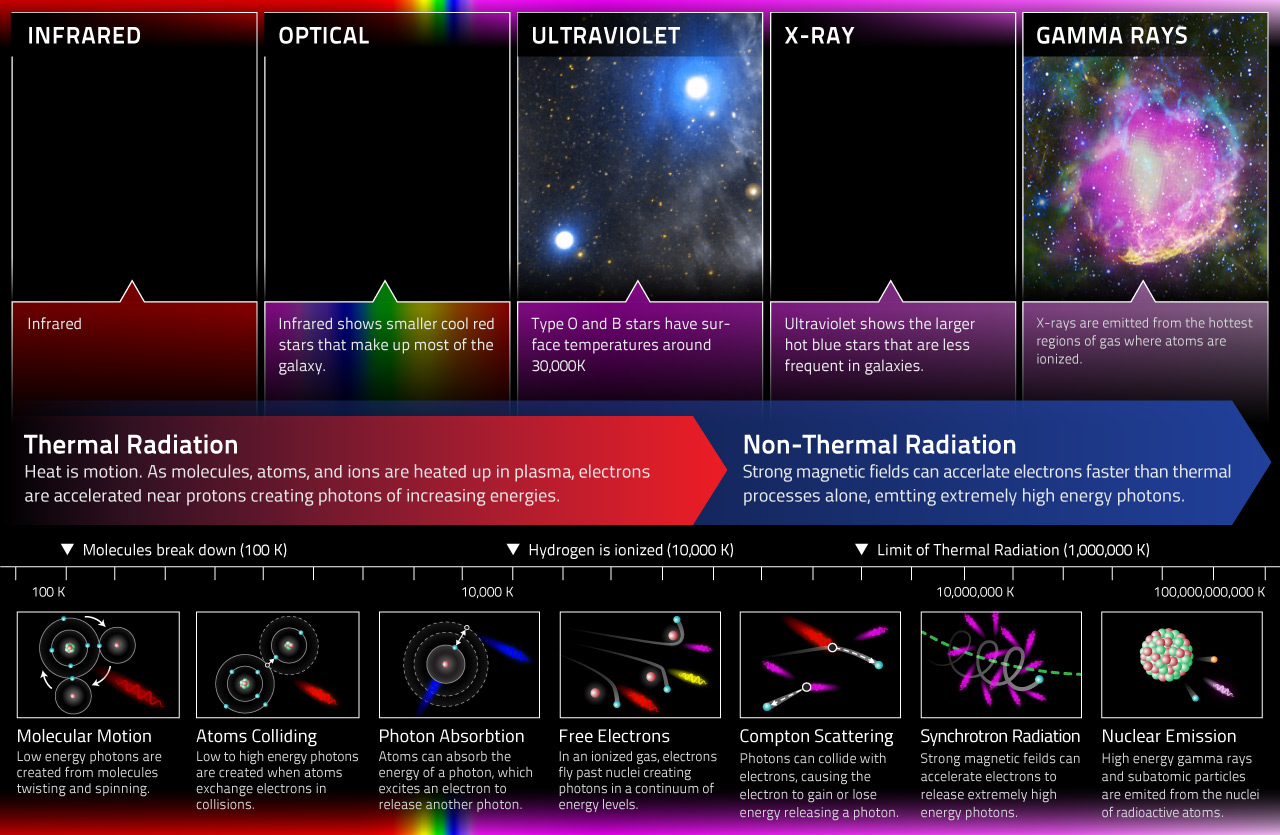 INFRARED
OPTICAL
ULTRAVIOLET
X-RAY
GAMMA RAYS
Infrared
Infrared shows smaller cool red
stars that make up most of the
galaxy.
Type O and B stars have sur-
face temperatures around
30,000K
Ultraviolet shows the larger
hot blue stars that are less
frequent in galaxies.
X-rays are emitted from the hottest
regions of gas where atoms are
ionized.
Thermal Radiation
Heat is motion. As molecules, atoms, and ions are heated up in plasma, electrons
are accelerated near protons creating photons of increasing energies.
Non-Thermal Radiation
Strong magnetic fields can accerlate electrons faster than thermal
processes alone, emtting extremely high energy photons.
▼ Molecules break down (100 K)
▼ Hydrogen is ionized (10,000 K)
▼ Limit of Thermal Radiation (1,000,000 K)
100 K
10,000 K
10,000,000 K
100,000,000,000 K
Molecular Motion
Low energy photons are
created from molecules
twisting and spinning.
Atoms Colliding
Low to high energy photons
are created when atoms
exchange electrons in
collisions.
Photon Absorbtion
Atoms can absorb the
energy of a photon, which
excites an electron to
release another photon.
Free Electrons
In an ionized gas, electrons
fly past nuclei creating
photons in a continuum of
energy levels.
Compton Scattering
Photons can collide with
electrons, causing the
electron to gain or lose
energy releasing a photon.
Synchrotron Radiation
Strong magnetic feilds can
accelerate electrons to
release extremely high
energy photons.
Nuclear Emission
High energy gamma rays
and subatomic particles
are emited from the nuclei
of radioactive atoms.